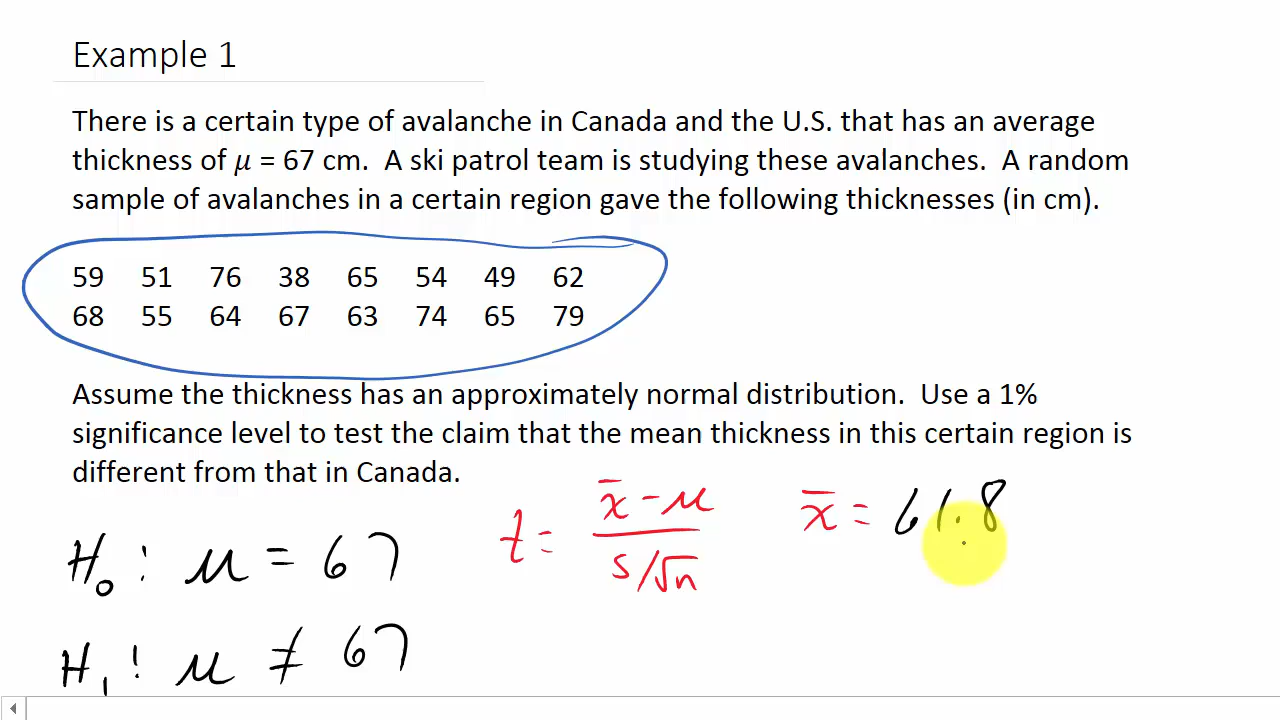 Example 1
There is a certain type of avalanche in Canada and the U.S. that has an average
thickness of μ = 67 cm. A ski patrol team is studying these avalanches. A random
sample of avalanches in a certain region gave the following thicknesses (in cm).
59 51 76 38 65 54 49 62
68 55 64 67 63 74 65 79
Assume the thickness has an approximately normal distribution. Use a 1%
significance level to test the claim that the mean thickness in this certain region is
different from that in Canada.
t = x̄ - μ / s/√n
x̄ = 61.8
H₀ : μ = 67
H₁ : μ ≠ 67